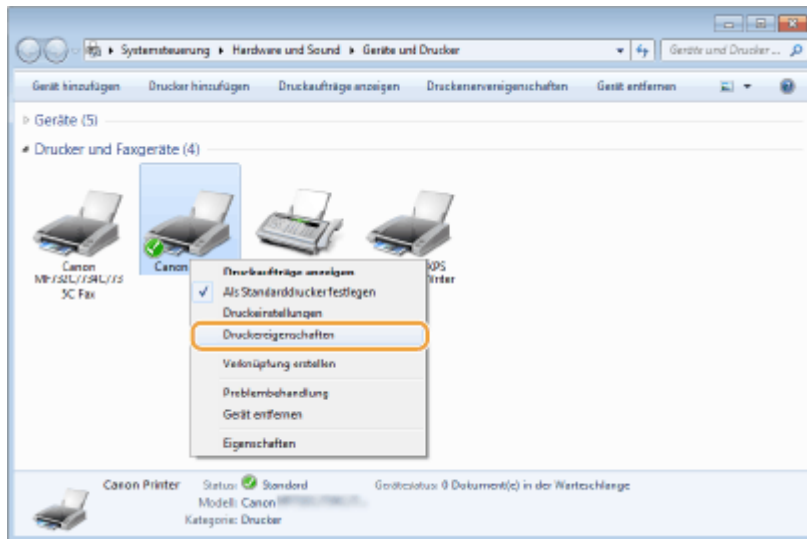 Systemsteuerung ▸ Hardware und Sound ▸ Geräte und Drucker
Geräte und Drucker ...
Gerät hinzufügen Drucker hinzufügen Druckaufträge anzeigen Druckerservereigenschaften Gerät entfernen
Geräte (5)
Drucker und Faxgeräte (4)
Canon
MF732C/734C/73
5C Fax
Canon
XPS
Druckaufträge anzeigen
Als Standarddrucker festlegen
Druckeinstellungen
Druckereigenschaften
Verknüpfung erstellen
Problembehandlung
Gerät entfernen
Eigenschaften
Canon Printer Status: Standard Gerätestatus: 0 Dokument(e) in der Warteschlange
Modell: Canon
Kategorie: Drucker